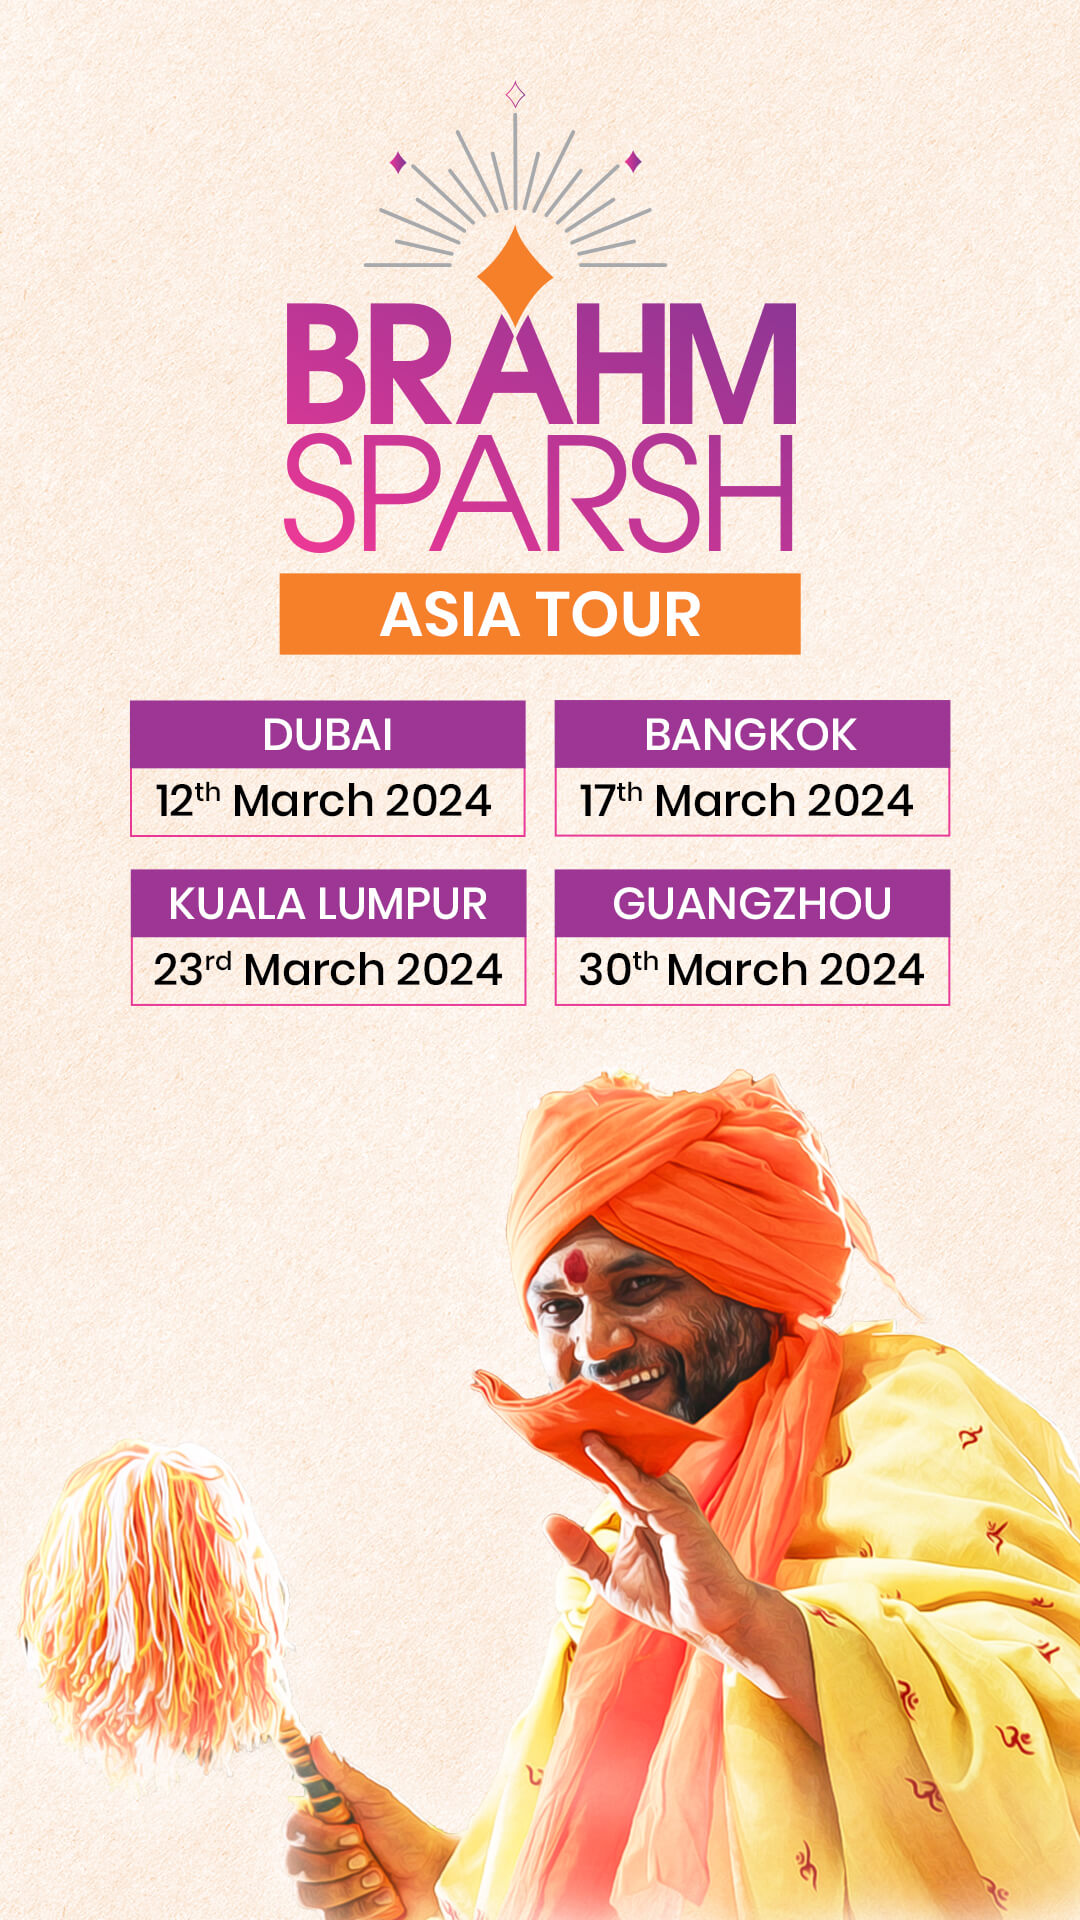 BRAHM
SPARSH
ASIA TOUR
DUBAI
12th March 2024
BANGKOK
17th March 2024
KUALA LUMPUR
23rd March 2024
GUANGZHOU
30th March 2024